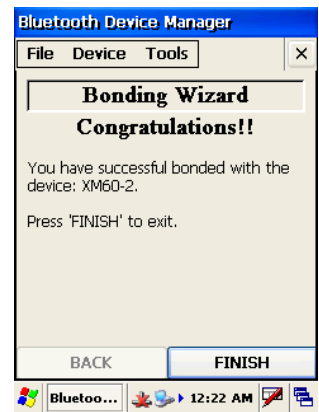 Bluetooth Device Manager
File Device Tools ×
Bonding Wizard
Congratulations!!
You have successful bonded with the
device: XM60-2.
Press 'FINISH' to exit.
BACK FINISH
Bluetoo... 12:22 AM